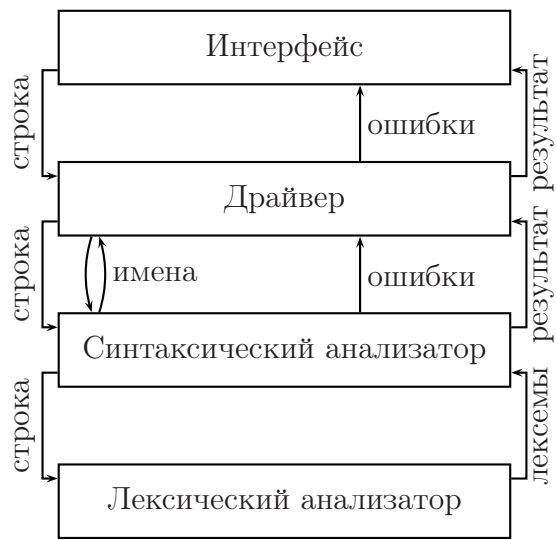 Интерфейс
строка
ошибки
результат
Драйвер
строка
имена
ошибки
результат
Синтаксический анализатор
строка
лексемы
Лексический анализатор